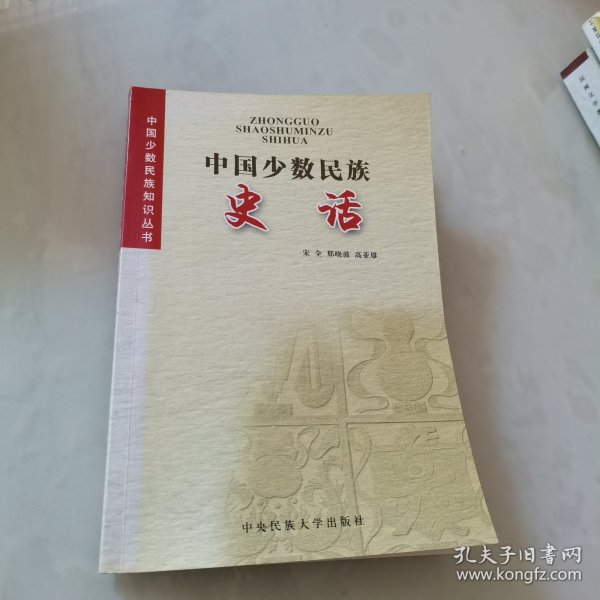 中国少数民族知识丛书
ZHONGGUO
SHAOSHUMINZU
SHIHUA
中国少数民族
史话
宋 全 郏晓波 高亚雄
中央民族大学出版社
孔夫子旧书网
www.kongfz.com